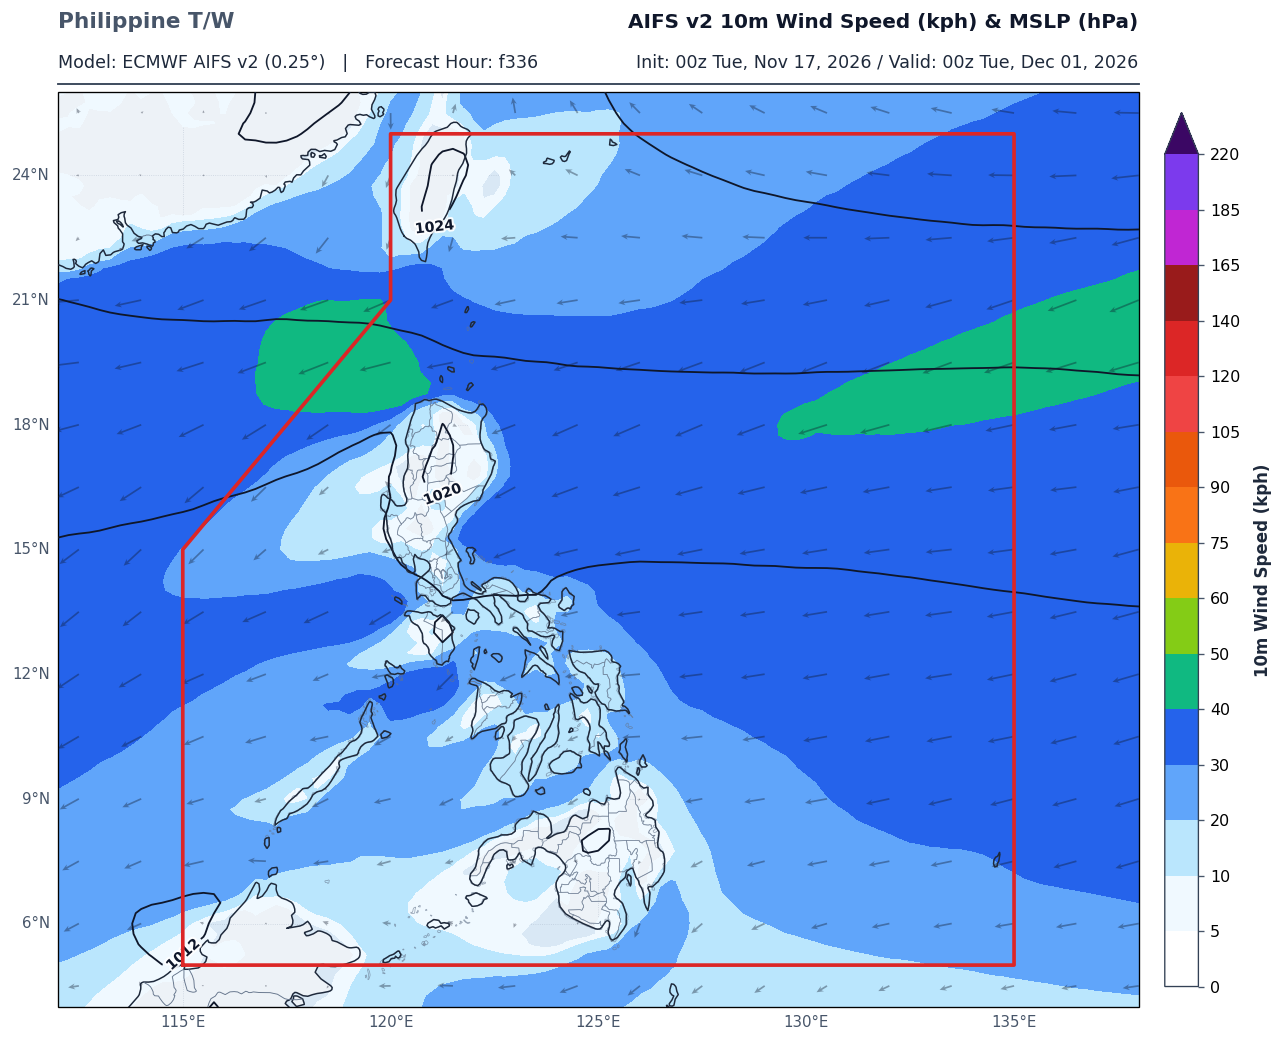 Philippine T/W
AIFS v2 10m Wind Speed (kph) & MSLP (hPa)
Model: ECMWF AIFS v2 (0.25°) | Forecast Hour: f336
Init: 00z Tue, Nov 17, 2026 / Valid: 00z Tue, Dec 01, 2026
24°N
21°N
18°N
15°N
12°N
9°N
6°N
1024
1020
1012
115°E
120°E
125°E
130°E
135°E
220
185
165
140
120
105
90
75
60
50
40
30
20
10
5
0
10m Wind Speed (kph)